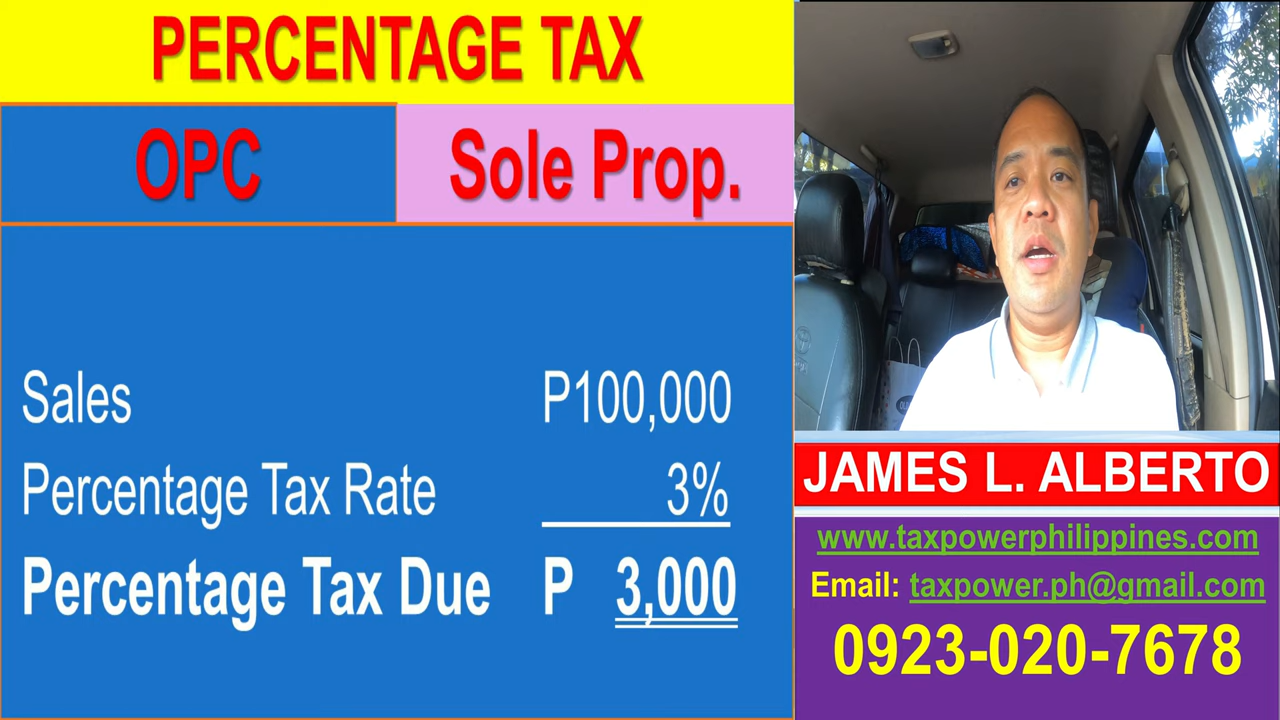 PERCENTAGE TAX
OPC
Sole Prop.
Sales P100,000
Percentage Tax Rate 3%
Percentage Tax Due P 3,000
JAMES L. ALBERTO
www.taxpowerphilippines.com
Email: taxpower.ph@gmail.com
0923-020-7678